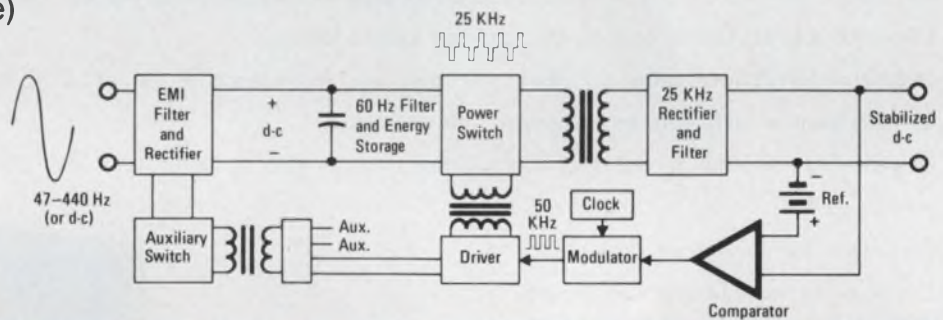 e)
25 KHz
EMI
Filter
and
Rectifier
+
d-c
−
60 Hz Filter
and Energy
Storage
Power
Switch
25 KHz
Rectifier
and
Filter
Stabilized
d-c
47–440 Hz
(or d-c)
−
Ref.
+
Auxiliary
Switch
Aux.
Aux.
50
KHz
Clock
Driver
Modulator
Comparator